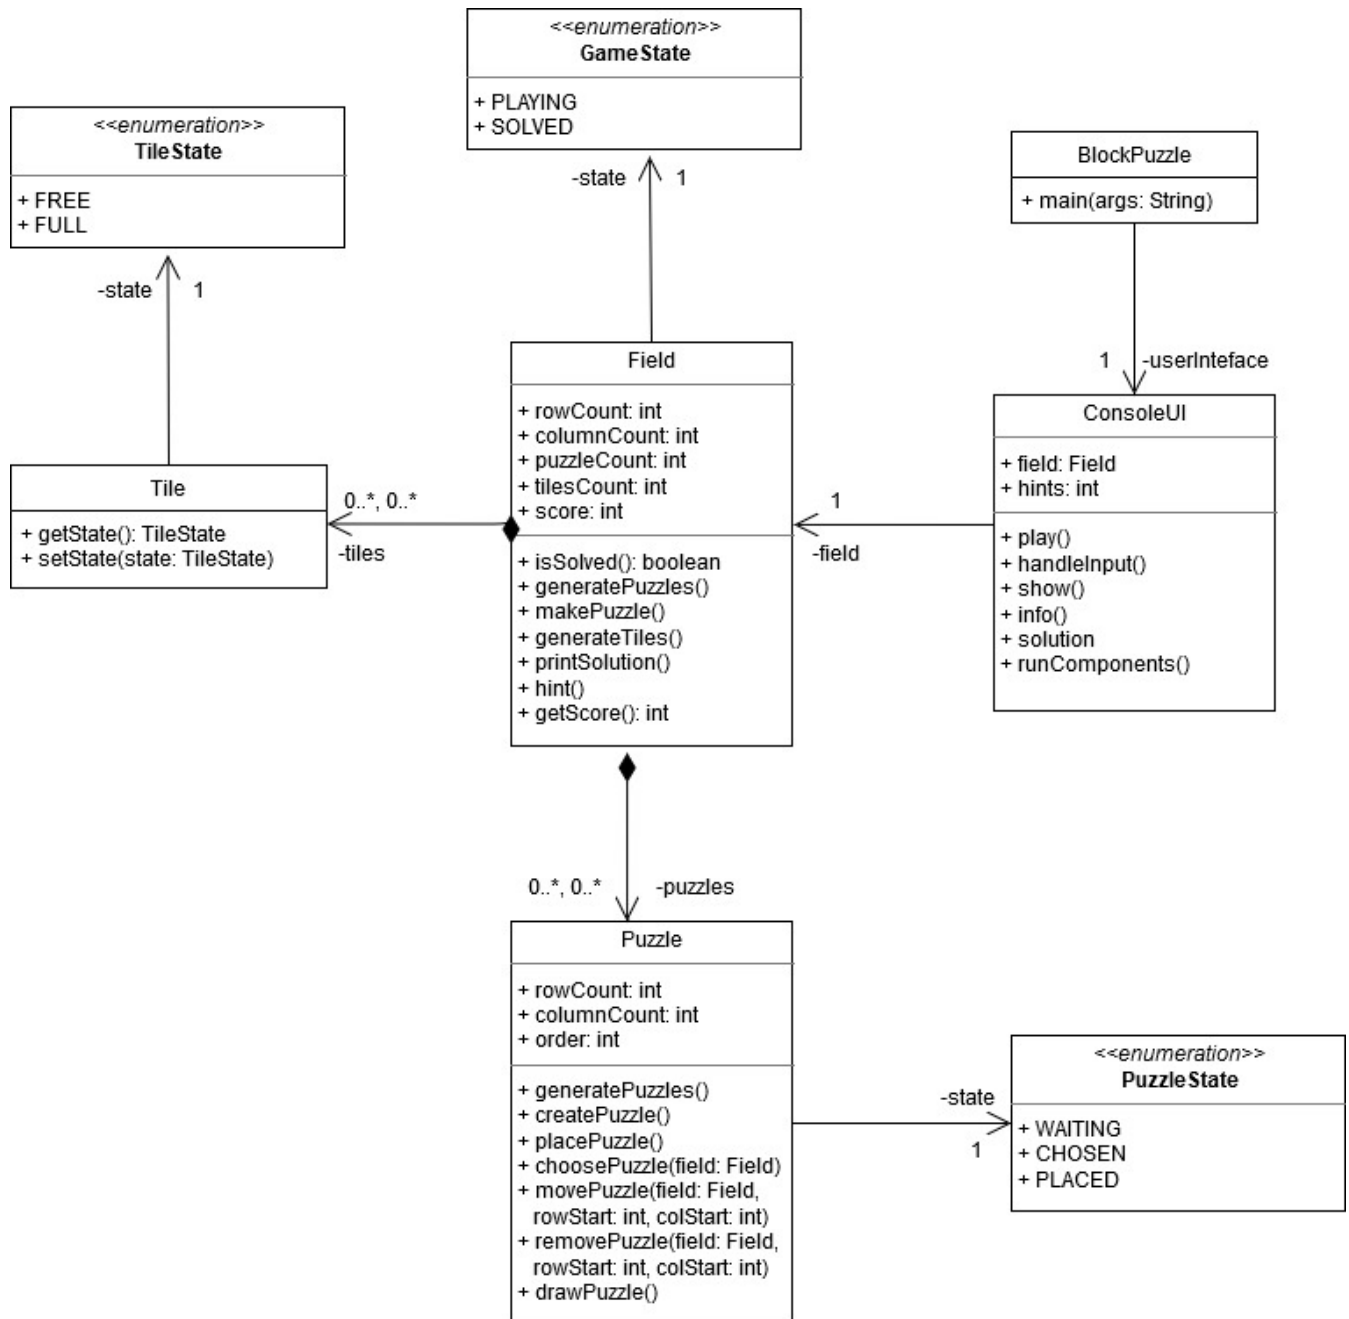 <<enumeration>>
GameState
+ PLAYING
+ SOLVED
<<enumeration>>
TileState
+ FREE
+ FULL
BlockPuzzle
+ main(args: String)
-state
1
-state
1
1
-userInteface
Field
+ rowCount: int
+ columnCount: int
+ puzzleCount: int
+ tilesCount: int
+ score: int
+ isSolved(): boolean
+ generatePuzzles()
+ makePuzzle()
+ generateTiles()
+ printSolution()
+ hint()
+ getScore(): int
ConsoleUI
+ field: Field
+ hints: int
+ play()
+ handleInput()
+ show()
+ info()
+ solution
+ runComponents()
Tile
+ getState(): TileState
+ setState(state: TileState)
0..*, 0..*
-tiles
1
-field
0..*, 0..*
-puzzles
Puzzle
+ rowCount: int
+ columnCount: int
+ order: int
+ generatePuzzles()
+ createPuzzle()
+ placePuzzle()
+ choosePuzzle(field: Field)
+ movePuzzle(field: Field,
rowStart: int, colStart: int)
+ removePuzzle(field: Field,
rowStart: int, colStart: int)
+ drawPuzzle()
-state
1
<<enumeration>>
PuzzleState
+ WAITING
+ CHOSEN
+ PLACED